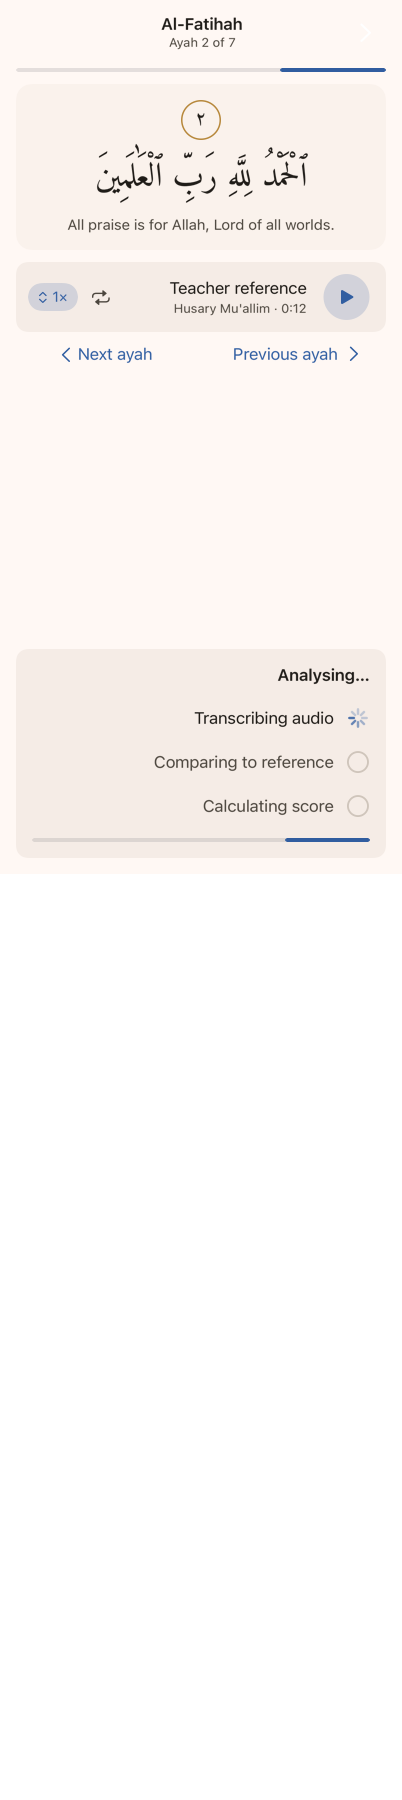 Al-Fatihah
Ayah 2 of 7
٢
ٱلْحَمْدُ لِلَّهِ رَبِّ ٱلْعَـٰلَمِينَ
All praise is for Allah, Lord of all worlds.
Teacher reference
1×
Husary Mu'allim · 0:12
Previous ayah
Next ayah
Analysing...
Transcribing audio
Comparing to reference
Calculating score